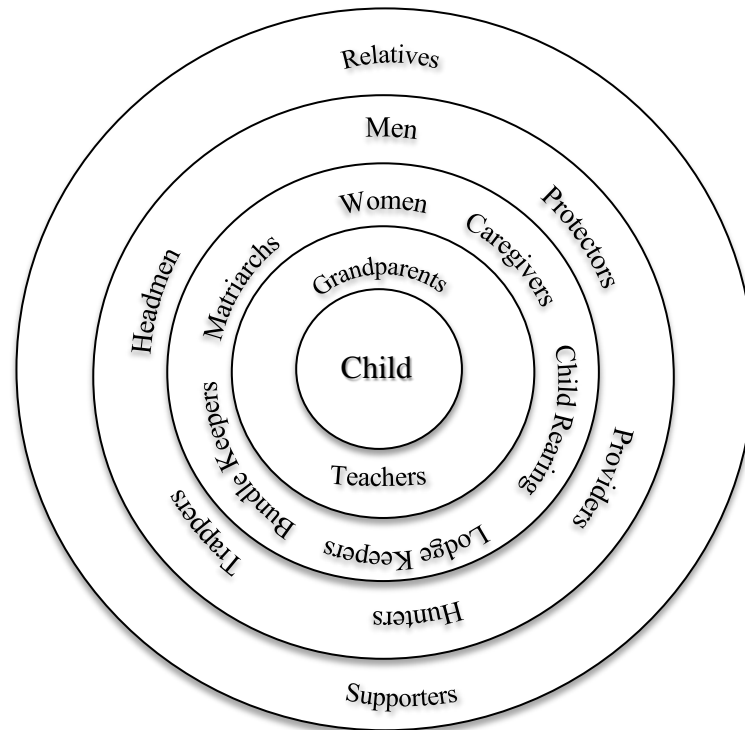 Relatives
Men
Protectors
Providers
Hunters
Trappers
Headmen
Women
Caregivers
Child Rearing
Lodge Keepers
Bundle Keepers
Matriarchs
Grandparents
Child
Teachers
Supporters